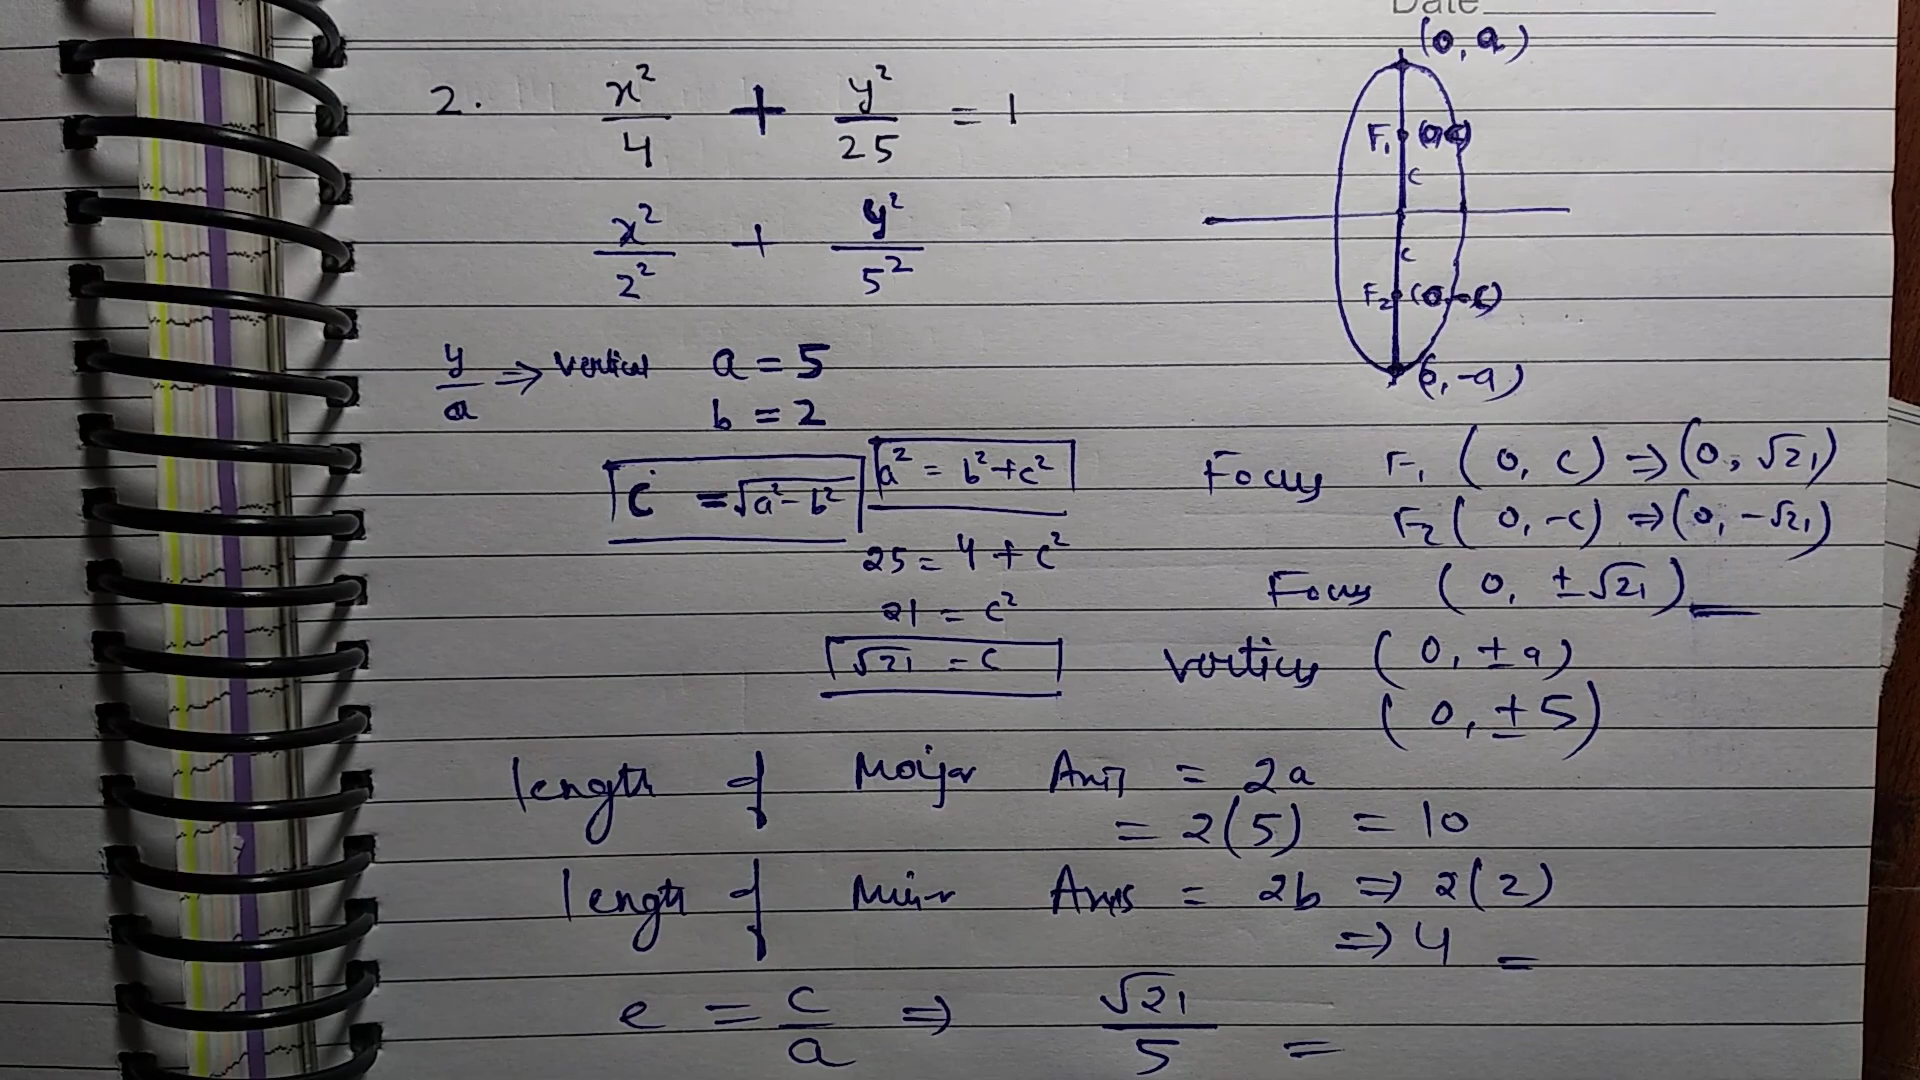 Date
2. x²/4 + y²/25 = 1
x²/2² + y²/5²
(0, a)
F₁ (0, c)
c
c
F₂ (0, -c)
(0, -a)
y/a ⇒ vertical a = 5
b = 2
c = √a² - b² a² = b² + c²
25 = 4 + c²
21 = c²
√21 = c
Focus F₁ (0, c) ⇒ (0, √21)
F₂ (0, -c) ⇒ (0, -√21)
Focus (0, ±√21)
vertices (0, ±a)
(0, ±5)
length of Major Axis = 2a
= 2(5) = 10
length of Minor Axis = 2b ⇒ 2(2)
⇒ 4 =
e = c/a ⇒ √21/5 =